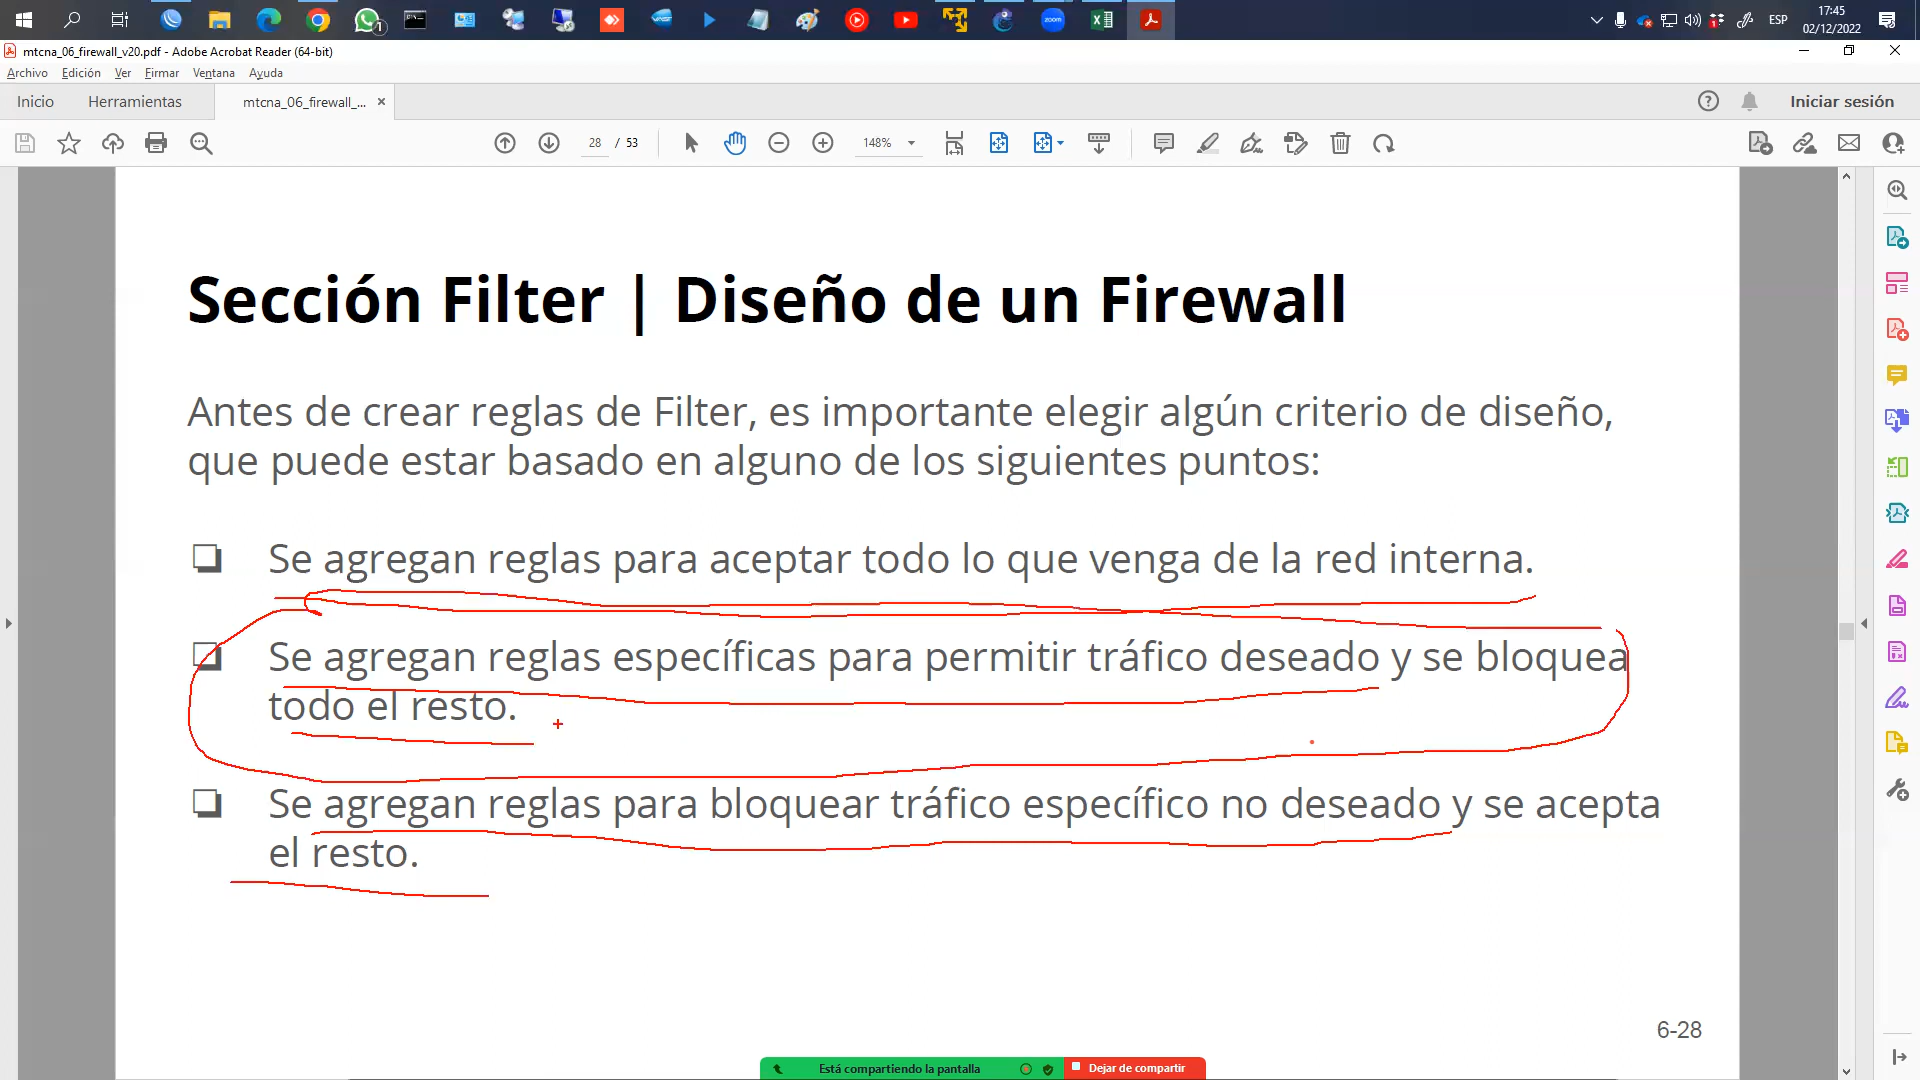 ESP
17:45
02/12/2022
mtcna_06_firewall_v20.pdf - Adobe Acrobat Reader (64-bit)
Archivo Edición Ver Firmar Ventana Ayuda
Inicio Herramientas mtcna_06_firewall_... Iniciar sesión
28 / 53 148%
Sección Filter | Diseño de un Firewall
Antes de crear reglas de Filter, es importante elegir algún criterio de diseño,
que puede estar basado en alguno de los siguientes puntos:
Se agregan reglas para aceptar todo lo que venga de la red interna.
Se agregan reglas específicas para permitir tráfico deseado y se bloquea
todo el resto.
Se agregan reglas para bloquear tráfico específico no deseado y se acepta
el resto.
6-28
Está compartiendo la pantalla Dejar de compartir